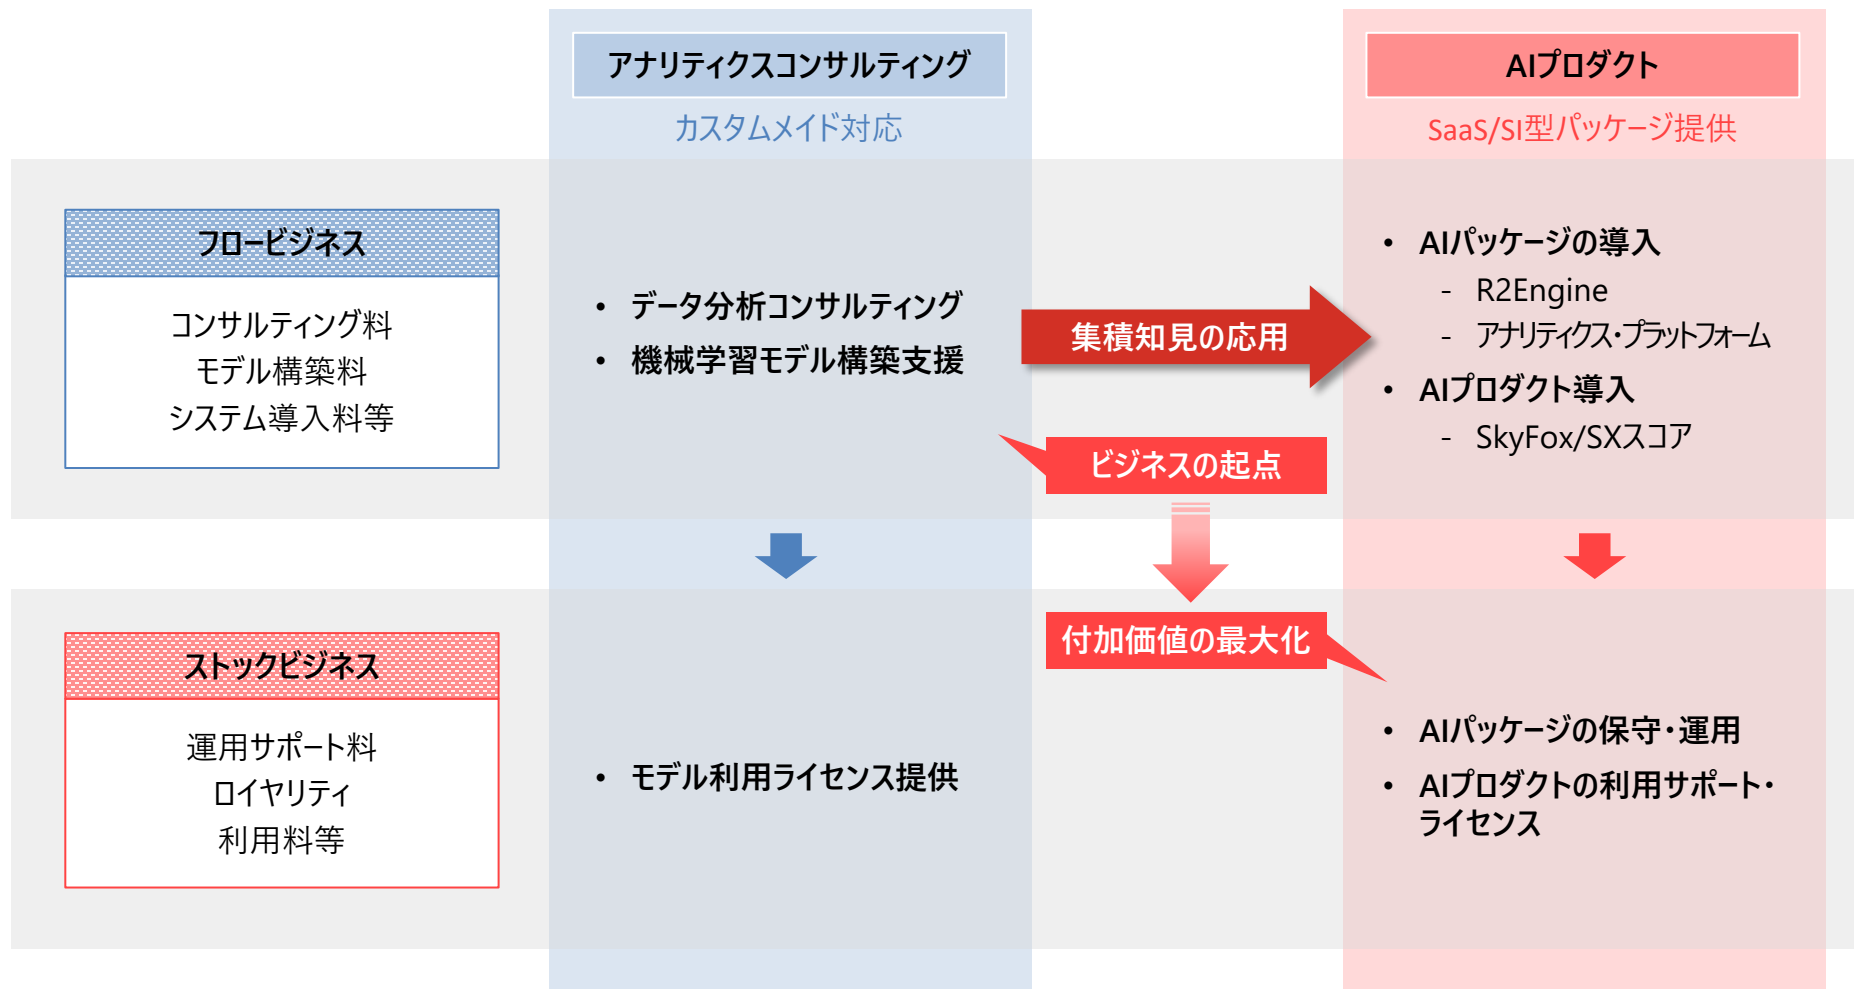 アナリティクスコンサルティング
カスタムメイド対応
AIプロダクト
SaaS/SI型パッケージ提供
フロービジネス
コンサルティング料
モデル構築料
システム導入料等
• データ分析コンサルティング
• 機械学習モデル構築支援
集積知見の応用
• AIパッケージの導入
- R2Engine
- アナリティクス・プラットフォーム
• AIプロダクト導入
- SkyFox/SXスコア
ビジネスの起点
付加価値の最大化
ストックビジネス
運用サポート料
ロイヤリティ
利用料等
• モデル利用ライセンス提供
• AIパッケージの保守・運用
• AIプロダクトの利用サポート・
ライセンス